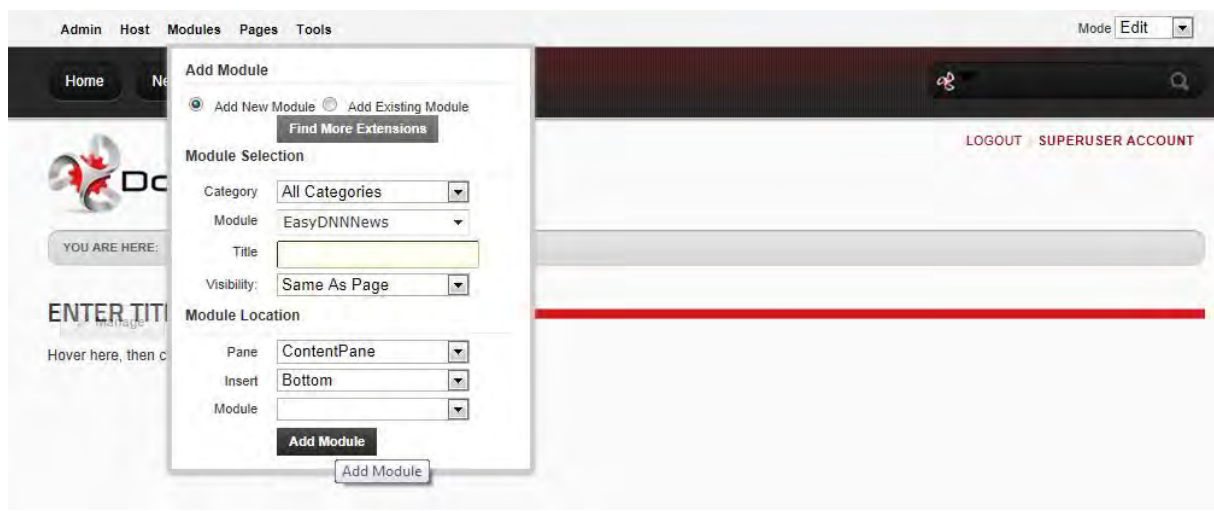 Admin Host Modules Pages Tools
Mode Edit
Home Ne
LOGOUT SUPERUSER ACCOUNT
Do
YOU ARE HERE:
ENTER TITL
Manage
Hover here, then c
Add Module
Add New Module Add Existing Module
Find More Extensions
Module Selection
Category All Categories
Module EasyDNNNews
Title
Visibility: Same As Page
Module Location
Pane ContentPane
Insert Bottom
Module
Add Module
Add Module